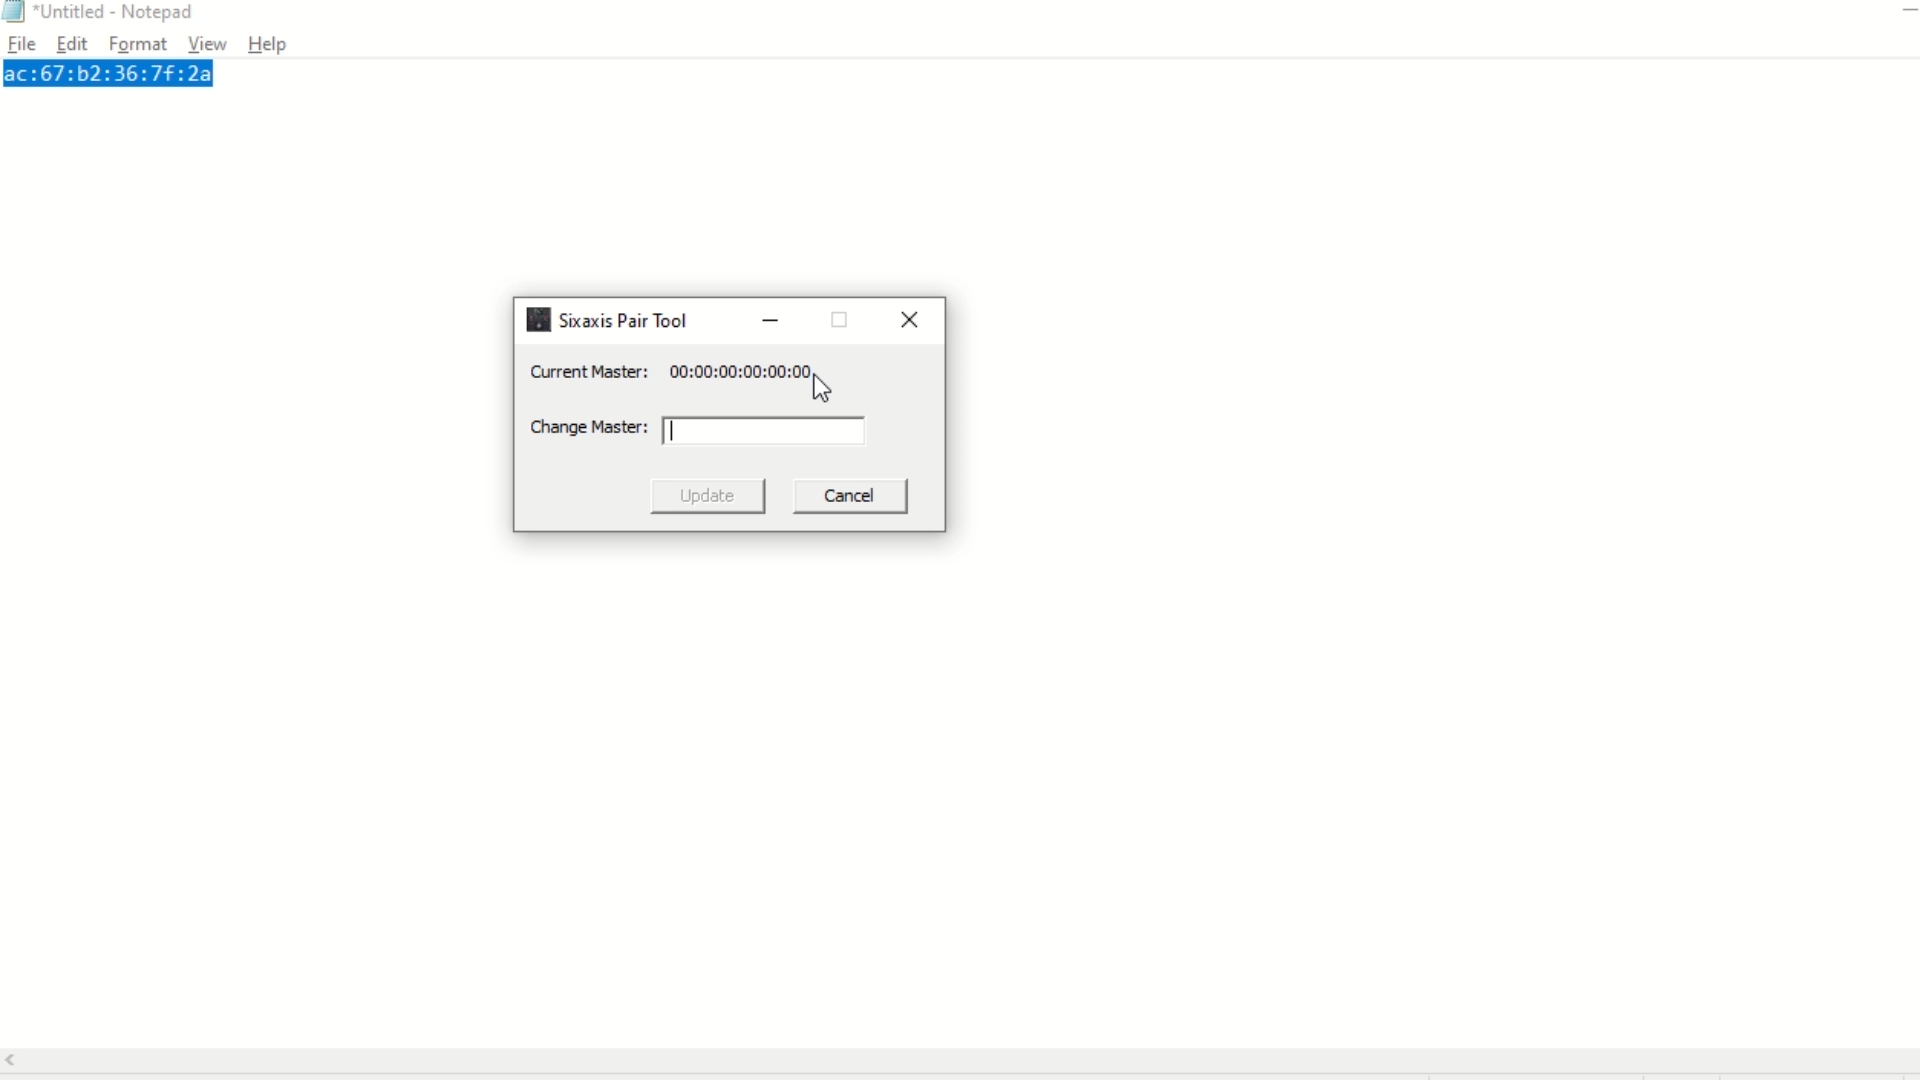 *Untitled - Notepad
File Edit Format View Help
ac:67:b2:36:7f:2a
Sixaxis Pair Tool
Current Master: 00:00:00:00:00:00
Change Master:
Update Cancel